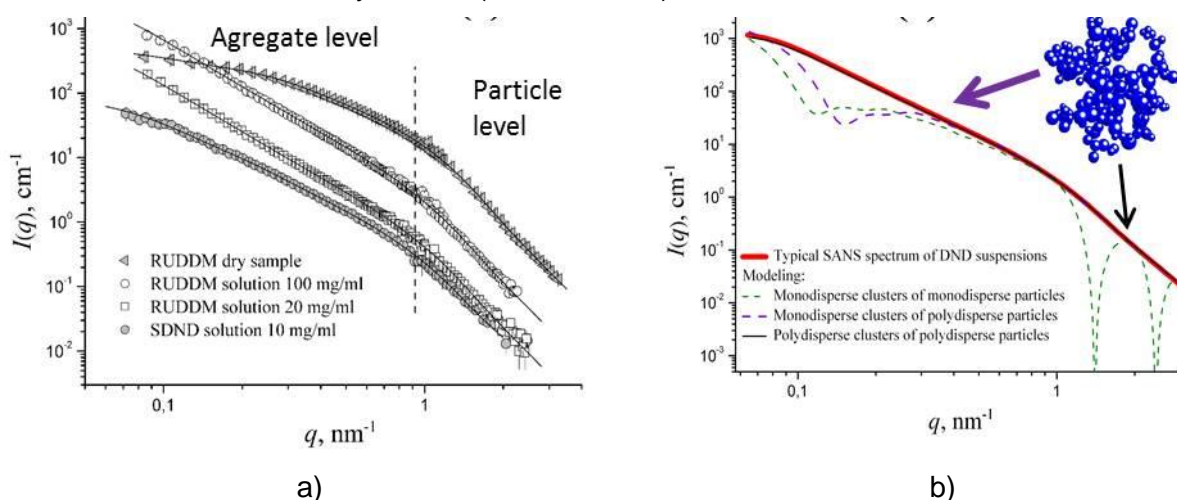 Agregate level
Particle
level
10³
10²
10¹
10⁰
10⁻¹
10⁻²
I(q), cm⁻¹
RUDDM dry sample
RUDDM solution 100 mg/ml
RUDDM solution 20 mg/ml
SDND solution 10 mg/ml
0,1
1
q, nm⁻¹
a)
10³
10²
10¹
10⁰
10⁻¹
10⁻²
10⁻³
I(q), cm⁻¹
Typical SANS spectrum of DND suspensions
Modeling:
Monodisperse clusters of monodisperse particles
Monodisperse clusters of polydisperse particles
Polydisperse clusters of polydisperse particles
0,1
1
q, nm⁻¹
b)